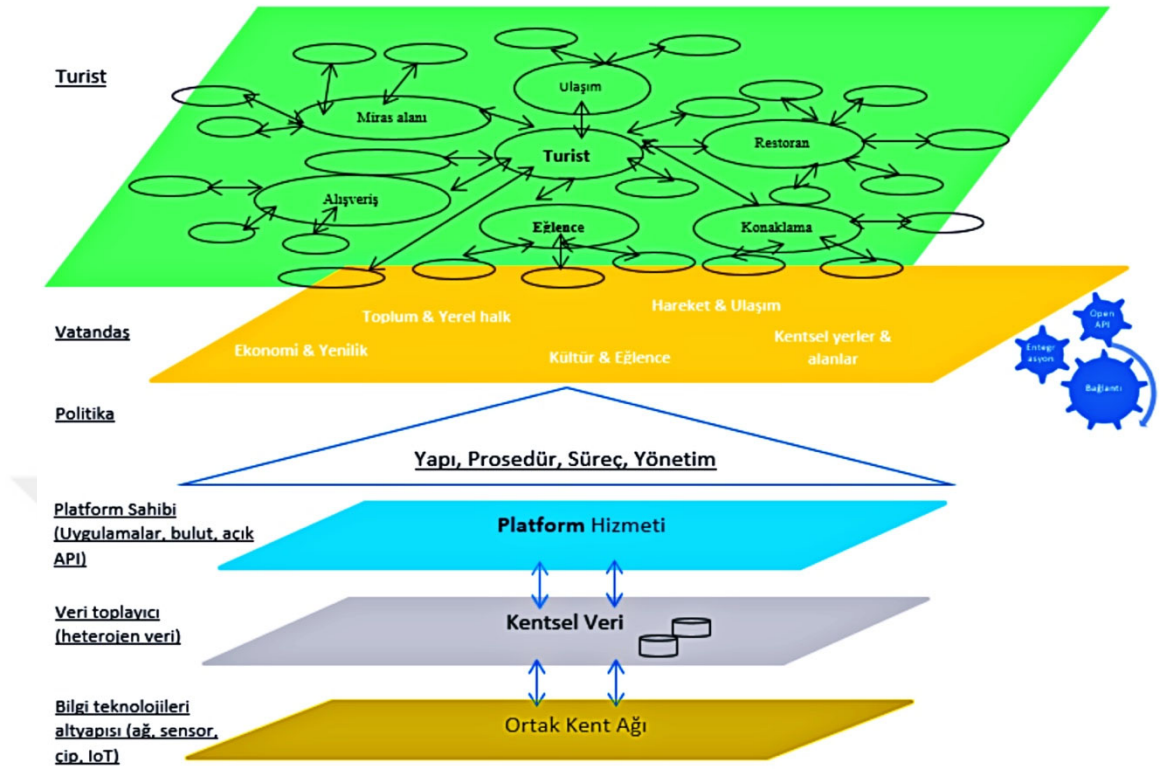 Turist
Ulaşım
Miras alanı
Turist
Restoran
Alışveriş
Eğlence
Konaklama
Vatandaş
Toplum & Yerel halk
Hareket & Ulaşım
Ekonomi & Yenilik
Kültür & Eğlence
Kentsel yerler &
alanlar
Open
API
Entegr
asyon
Bağlantı
Politika
Yapı, Prosedür, Süreç, Yönetim
Platform Sahibi
(Uygulamalar, bulut, açık
API)
Platform Hizmeti
Veri toplayıcı
(heterojen veri)
Kentsel Veri
Bilgi teknolojileri
altyapısı (ağ, sensor,
çip, IoT)
Ortak Kent Ağı